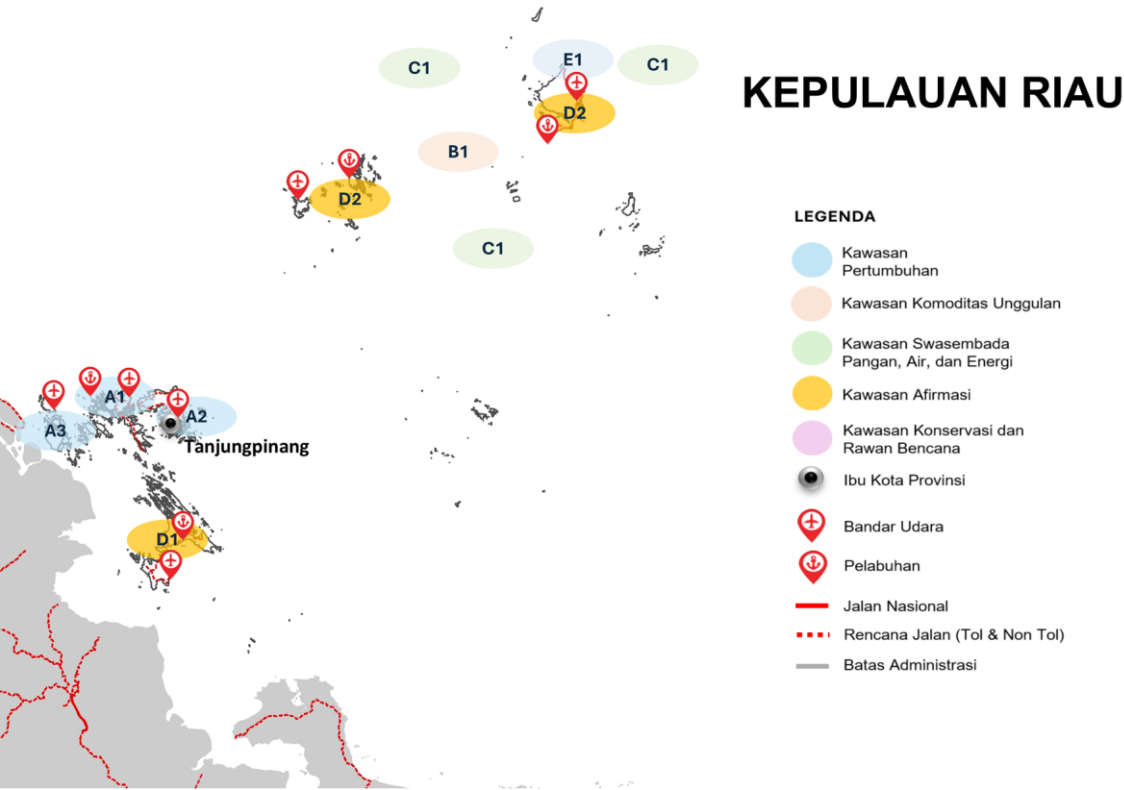 KEPULAUAN RIAU
C1
E1
C1
D2
B1
D2
C1
A1
A2
A3
Tanjungpinang
D1
LEGENDA
Kawasan
Pertumbuhan
Kawasan Komoditas Unggulan
Kawasan Swasembada
Pangan, Air, dan Energi
Kawasan Afirmasi
Kawasan Konservasi dan
Rawan Bencana
Ibu Kota Provinsi
Bandar Udara
Pelabuhan
Jalan Nasional
Rencana Jalan (Tol & Non Tol)
Batas Administrasi